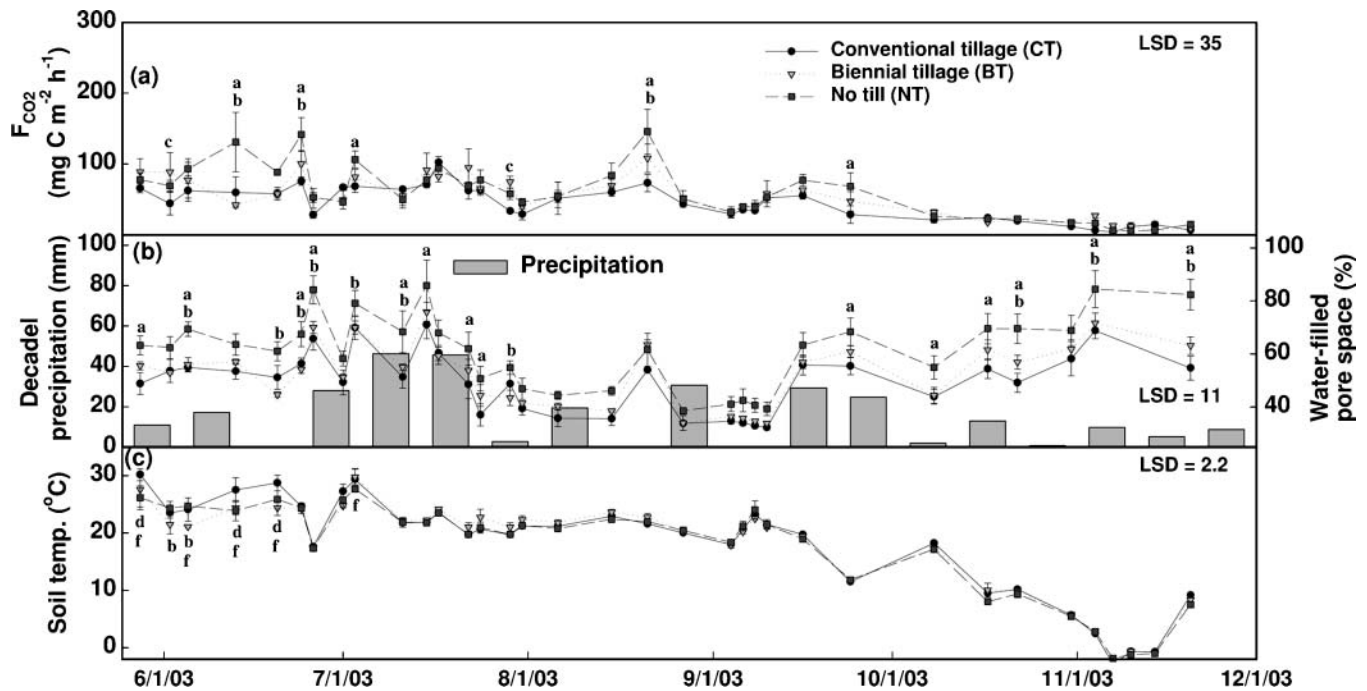 300
200
100
(a)
F CO2
(mg C m-2 h-1)
Conventional tillage (CT)
Biennial tillage (BT)
No till (NT)
LSD = 35
c
a
b
a
b
a
c
a
b
a
100
80
60
40
20
0
(b)
Decadel
precipitation (mm)
Precipitation
100
80
60
40
Water-filled
pore space (%)
LSD = 11
a
a
b
b
a
b
a
b
b
a
b
a
a
a
b
a
b
a
a
a
b
a
b
a
b
30
20
10
0
(c)
Soil temp. (oC)
LSD = 2.2
d
f
b
b
f
d
f
d
f
f
6/1/03
7/1/03
8/1/03
9/1/03
10/1/03
11/1/03
12/1/03